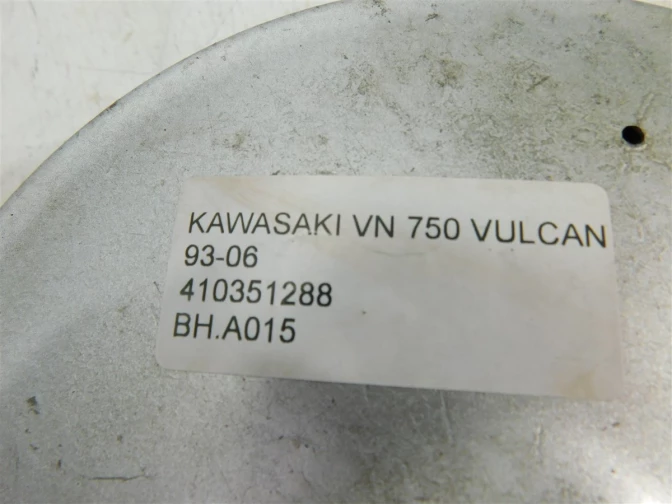 KAWASAKI VN 750 VULCAN
93-06
410351288
BH.A015